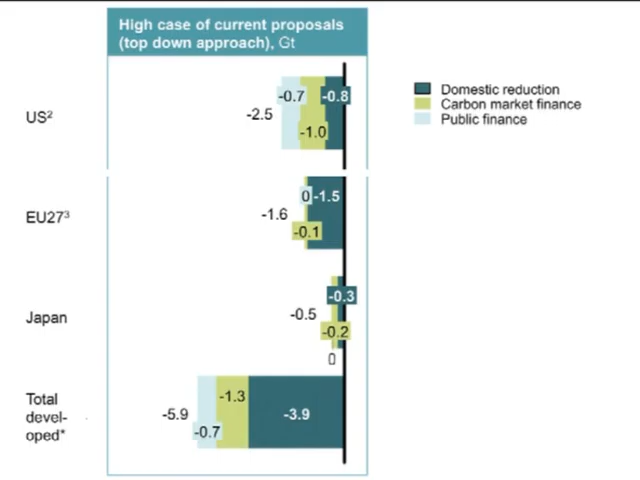 High case of current proposals
(top down approach), Gt
Domestic reduction
Carbon market finance
Public finance
US²
-2.5
-0.7
-0.8
-1.0
EU27³
-1.6
0
-1.5
-0.1
Japan
-0.5
-0.3
-0.2
0
Total
devel-
oped*
-5.9
-1.3
-3.9
-0.7